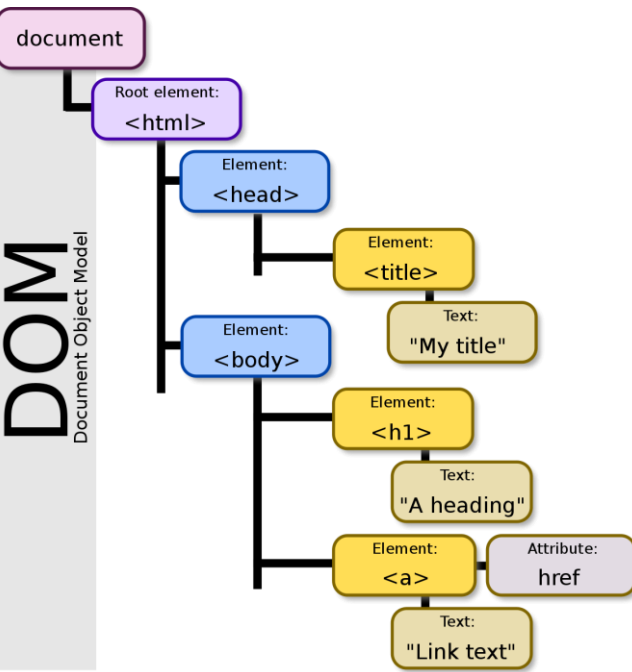 document
Root element:
<html>
Element:
<head>
Element:
<title>
Text:
"My title"
Element:
<body>
Element:
<h1>
Text:
"A heading"
Element:
<a>
Attribute:
href
Text:
"Link text"
DOM
Document Object Model